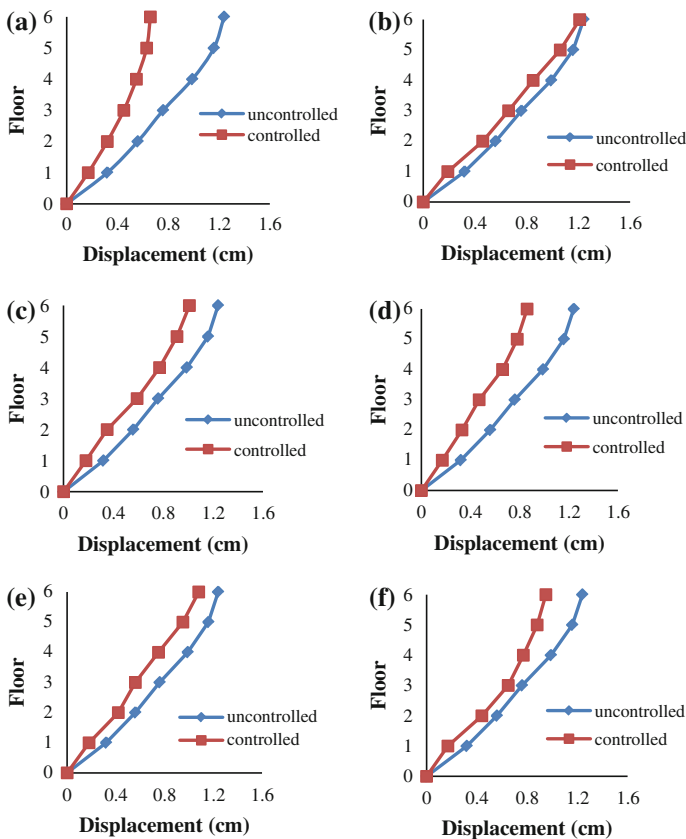 (a)
6
5
4
3
2
1
0
Floor
uncontrolled
controlled
0 0.4 0.8 1.2 1.6
Displacement (cm)
(b)
6
5
4
3
2
1
0
Floor
uncontrolled
controlled
0 0.4 0.8 1.2 1.6
Displacement (cm)
(c)
6
5
4
3
2
1
0
Floor
uncontrolled
controlled
0 0.4 0.8 1.2 1.6
Displacement (cm)
(d)
6
5
4
3
2
1
0
Floor
uncontrolled
controlled
0 0.4 0.8 1.2 1.6
Displacement (cm)
(e)
6
5
4
3
2
1
0
Floor
uncontrolled
controlled
0 0.4 0.8 1.2 1.6
Displacement (cm)
(f)
6
5
4
3
2
1
0
Floor
uncontrolled
controlled
0 0.4 0.8 1.2 1.6
Displacement (cm)